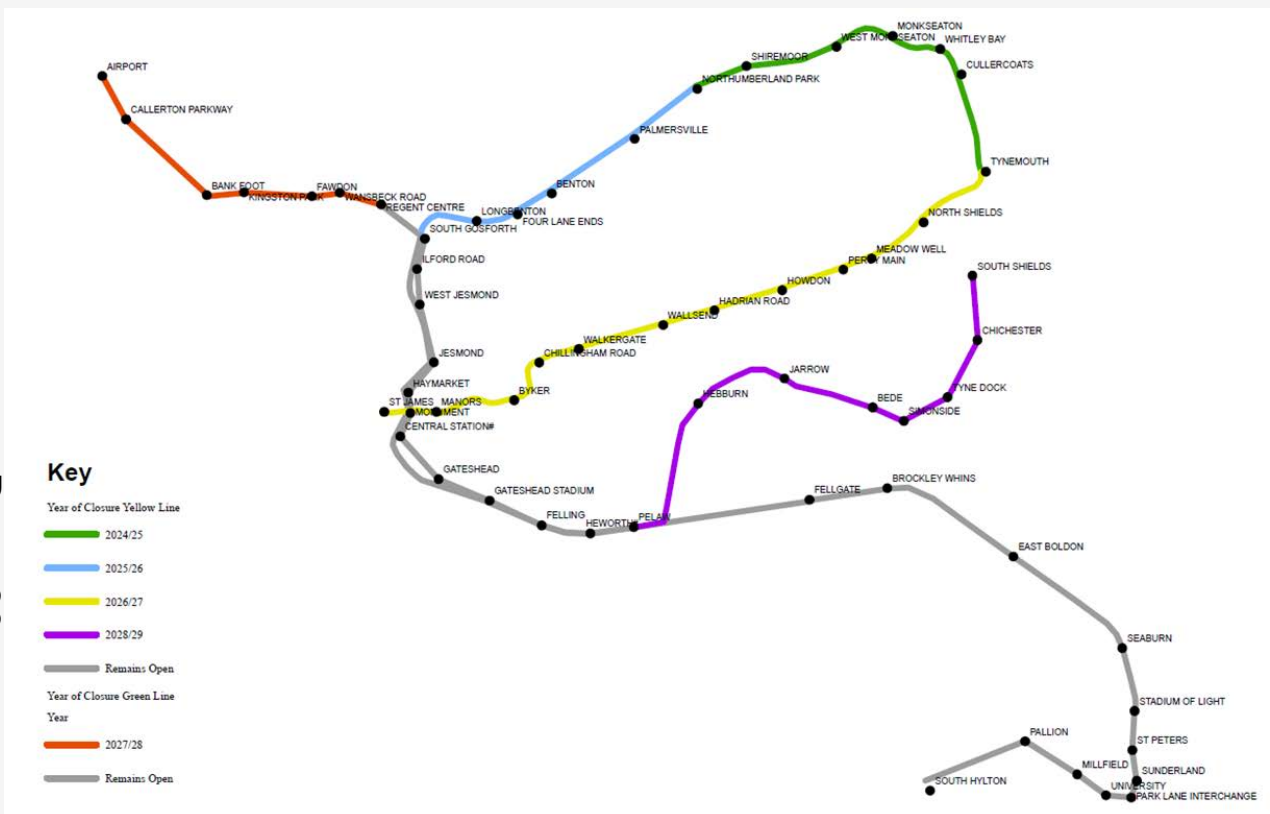 MONKSEATON
WEST MONKSEATON
WHITLEY BAY
SHIREMOOR
CULLERCOATS
AIRPORT
NORTHUMBERLAND PARK
CALLERTON PARKWAY
PALMERSVILLE
TYNEMOUTH
BENTON
BANK FOOT
FAWDON
KINGSTON PARK
WANSBECK ROAD
REGENT CENTRE
LONGBENTON
NORTH SHIELDS
FOUR LANE ENDS
SOUTH GOSFORTH
MEADOW WELL
PERCY MAIN
ILFORD ROAD
SOUTH SHIELDS
HOWDON
WEST JESMOND
HADRIAN ROAD
WALLSEND
CHICHESTER
WALKERGATE
JESMOND
CHILLINGHAM ROAD
JARROW
HAYMARKET
BYKER
HEBBURN
TYNE DOCK
ST JAMES
MANORS
BEDE
MONUMENT
SIMONSIDE
CENTRAL STATION#
GATESHEAD
BROCKLEY WHINS
GATESHEAD STADIUM
FELLGATE
FELLING
PELAW
HEWORTH
EAST BOLDON
SEABURN
STADIUM OF LIGHT
PALLION
ST PETERS
MILLFIELD
SUNDERLAND
SOUTH HYLTON
UNIVERSITY
PARK LANE INTERCHANGE
Key
Year of Closure Yellow Line
2024/25
2025/26
2026/27
2028/29
Remains Open
Year of Closure Green Line
Year
2027/28
Remains Open